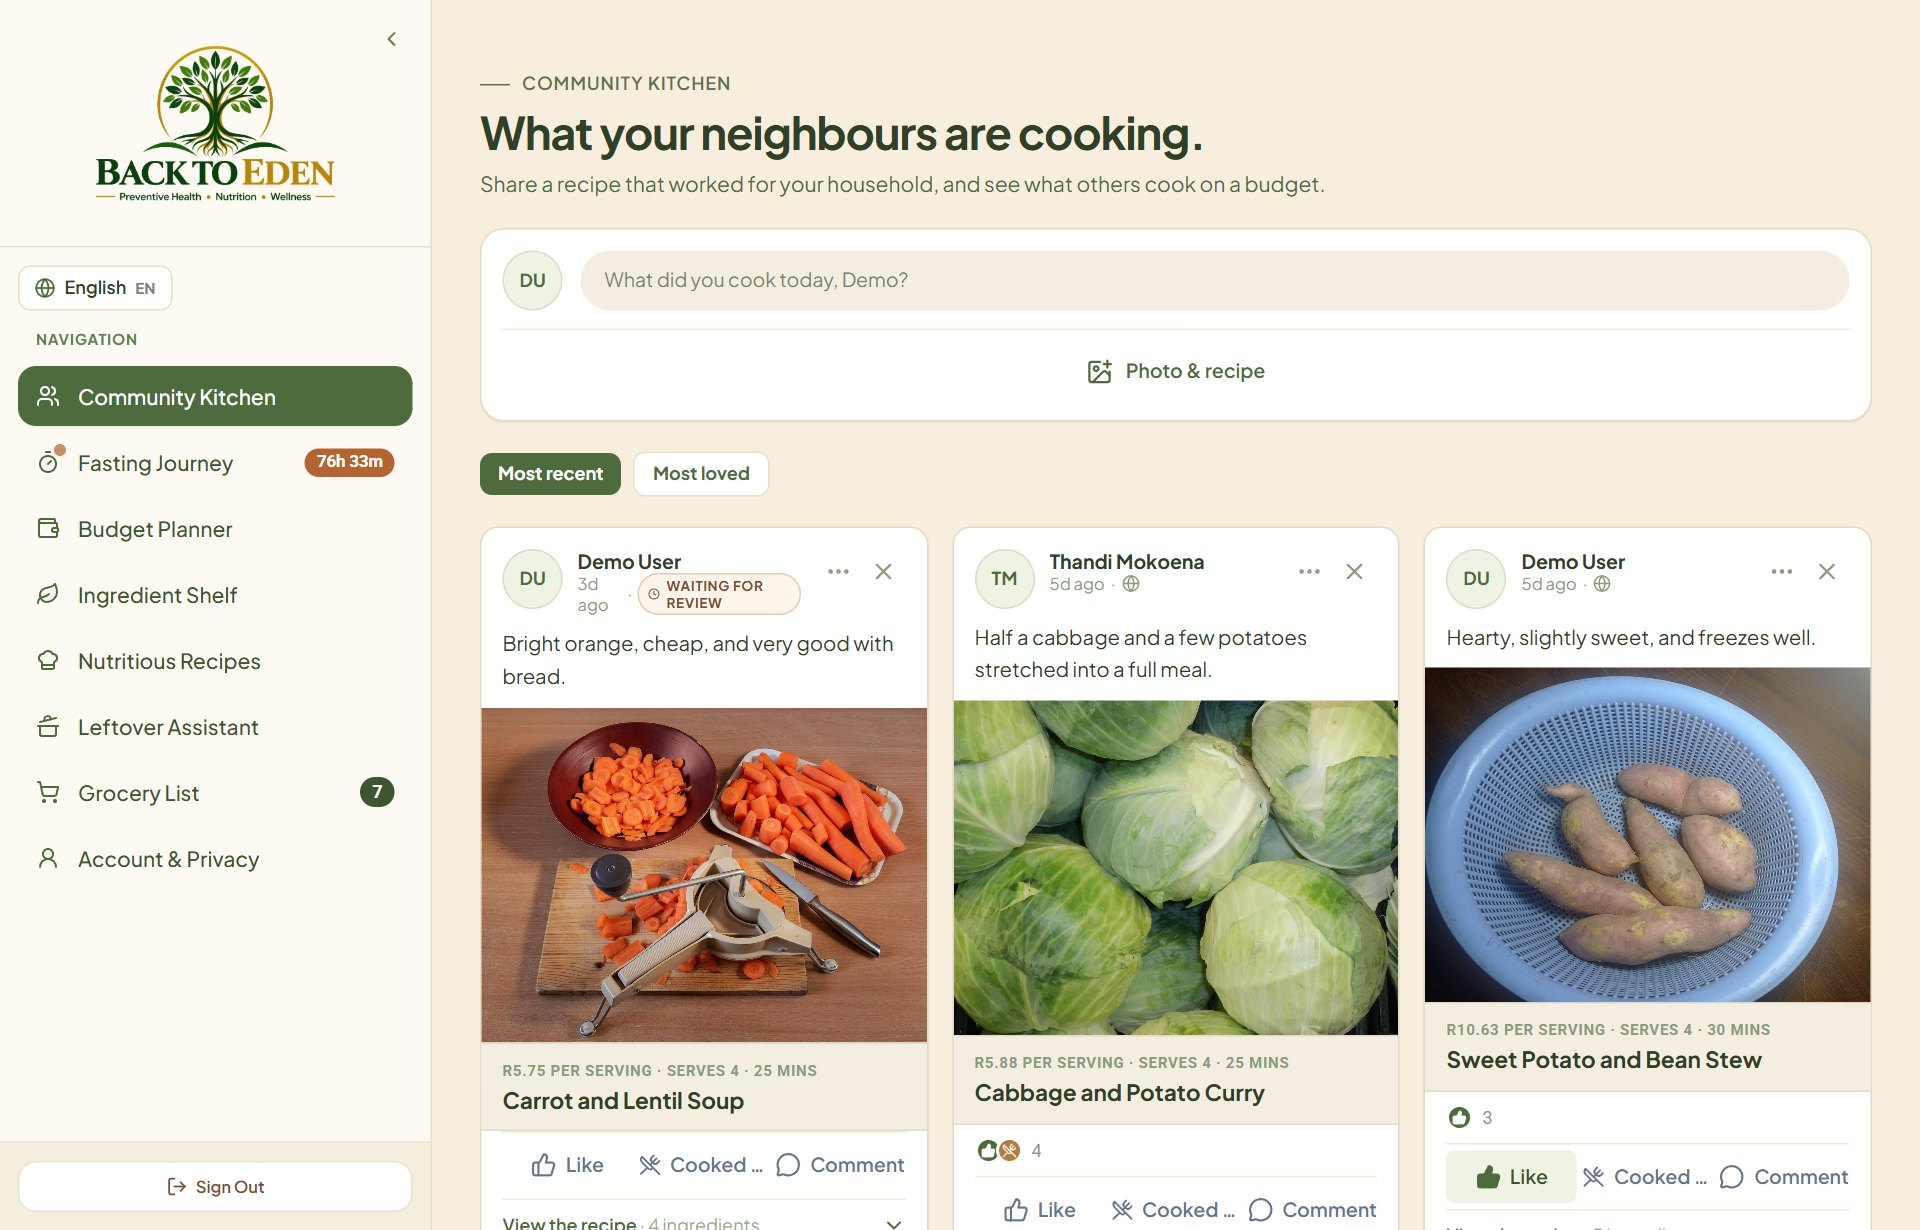 BACK TO EDEN
Preventive Health • Nutrition • Wellness
English EN
NAVIGATION
Community Kitchen
Fasting Journey 76h 33m
Budget Planner
Ingredient Shelf
Nutritious Recipes
Leftover Assistant
Grocery List 7
Account & Privacy
Sign Out
COMMUNITY KITCHEN
What your neighbours are cooking.
Share a recipe that worked for your household, and see what others cook on a budget.
DU What did you cook today, Demo?
Photo & recipe
Most recent Most loved
DU Demo User
3d ago · WAITING FOR REVIEW
Bright orange, cheap, and very good with
bread.
R5.75 PER SERVING · SERVES 4 · 25 MINS
Carrot and Lentil Soup
Like Cooked ... Comment
View the recipe · 4 ingredients
TM Thandi Mokoena
5d ago ·
Half a cabbage and a few potatoes
stretched into a full meal.
R5.88 PER SERVING · SERVES 4 · 25 MINS
Cabbage and Potato Curry
4
Like Cooked ... Comment
DU Demo User
5d ago ·
Hearty, slightly sweet, and freezes well.
R10.63 PER SERVING · SERVES 4 · 30 MINS
Sweet Potato and Bean Stew
3
Like Cooked ... Comment